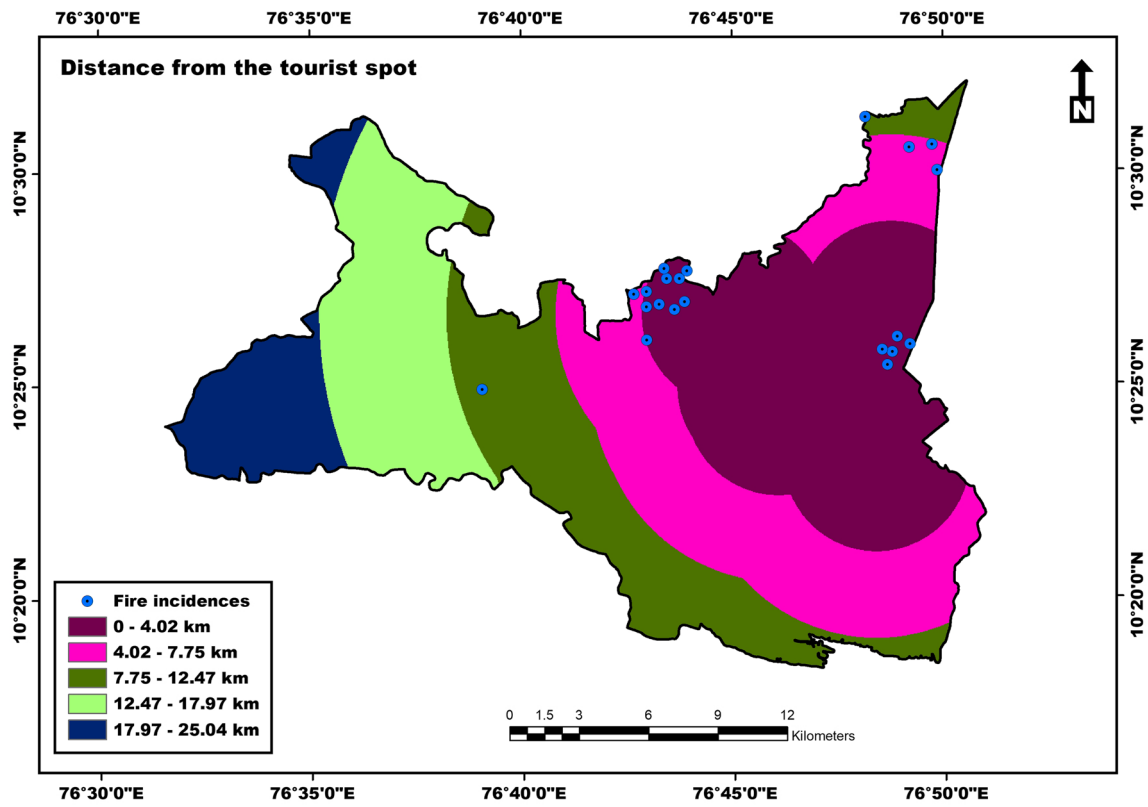 76°30'0"E 76°35'0"E 76°40'0"E 76°45'0"E 76°50'0"E
Distance from the tourist spot
N
10°30'0"N 10°30'0"N
10°25'0"N 10°25'0"N
10°20'0"N 10°20'0"N
Fire incidences
0 - 4.02 km
4.02 - 7.75 km
7.75 - 12.47 km
12.47 - 17.97 km
17.97 - 25.04 km
0 1.5 3 6 9 12
Kilometers
76°30'0"E 76°35'0"E 76°40'0"E 76°45'0"E 76°50'0"E